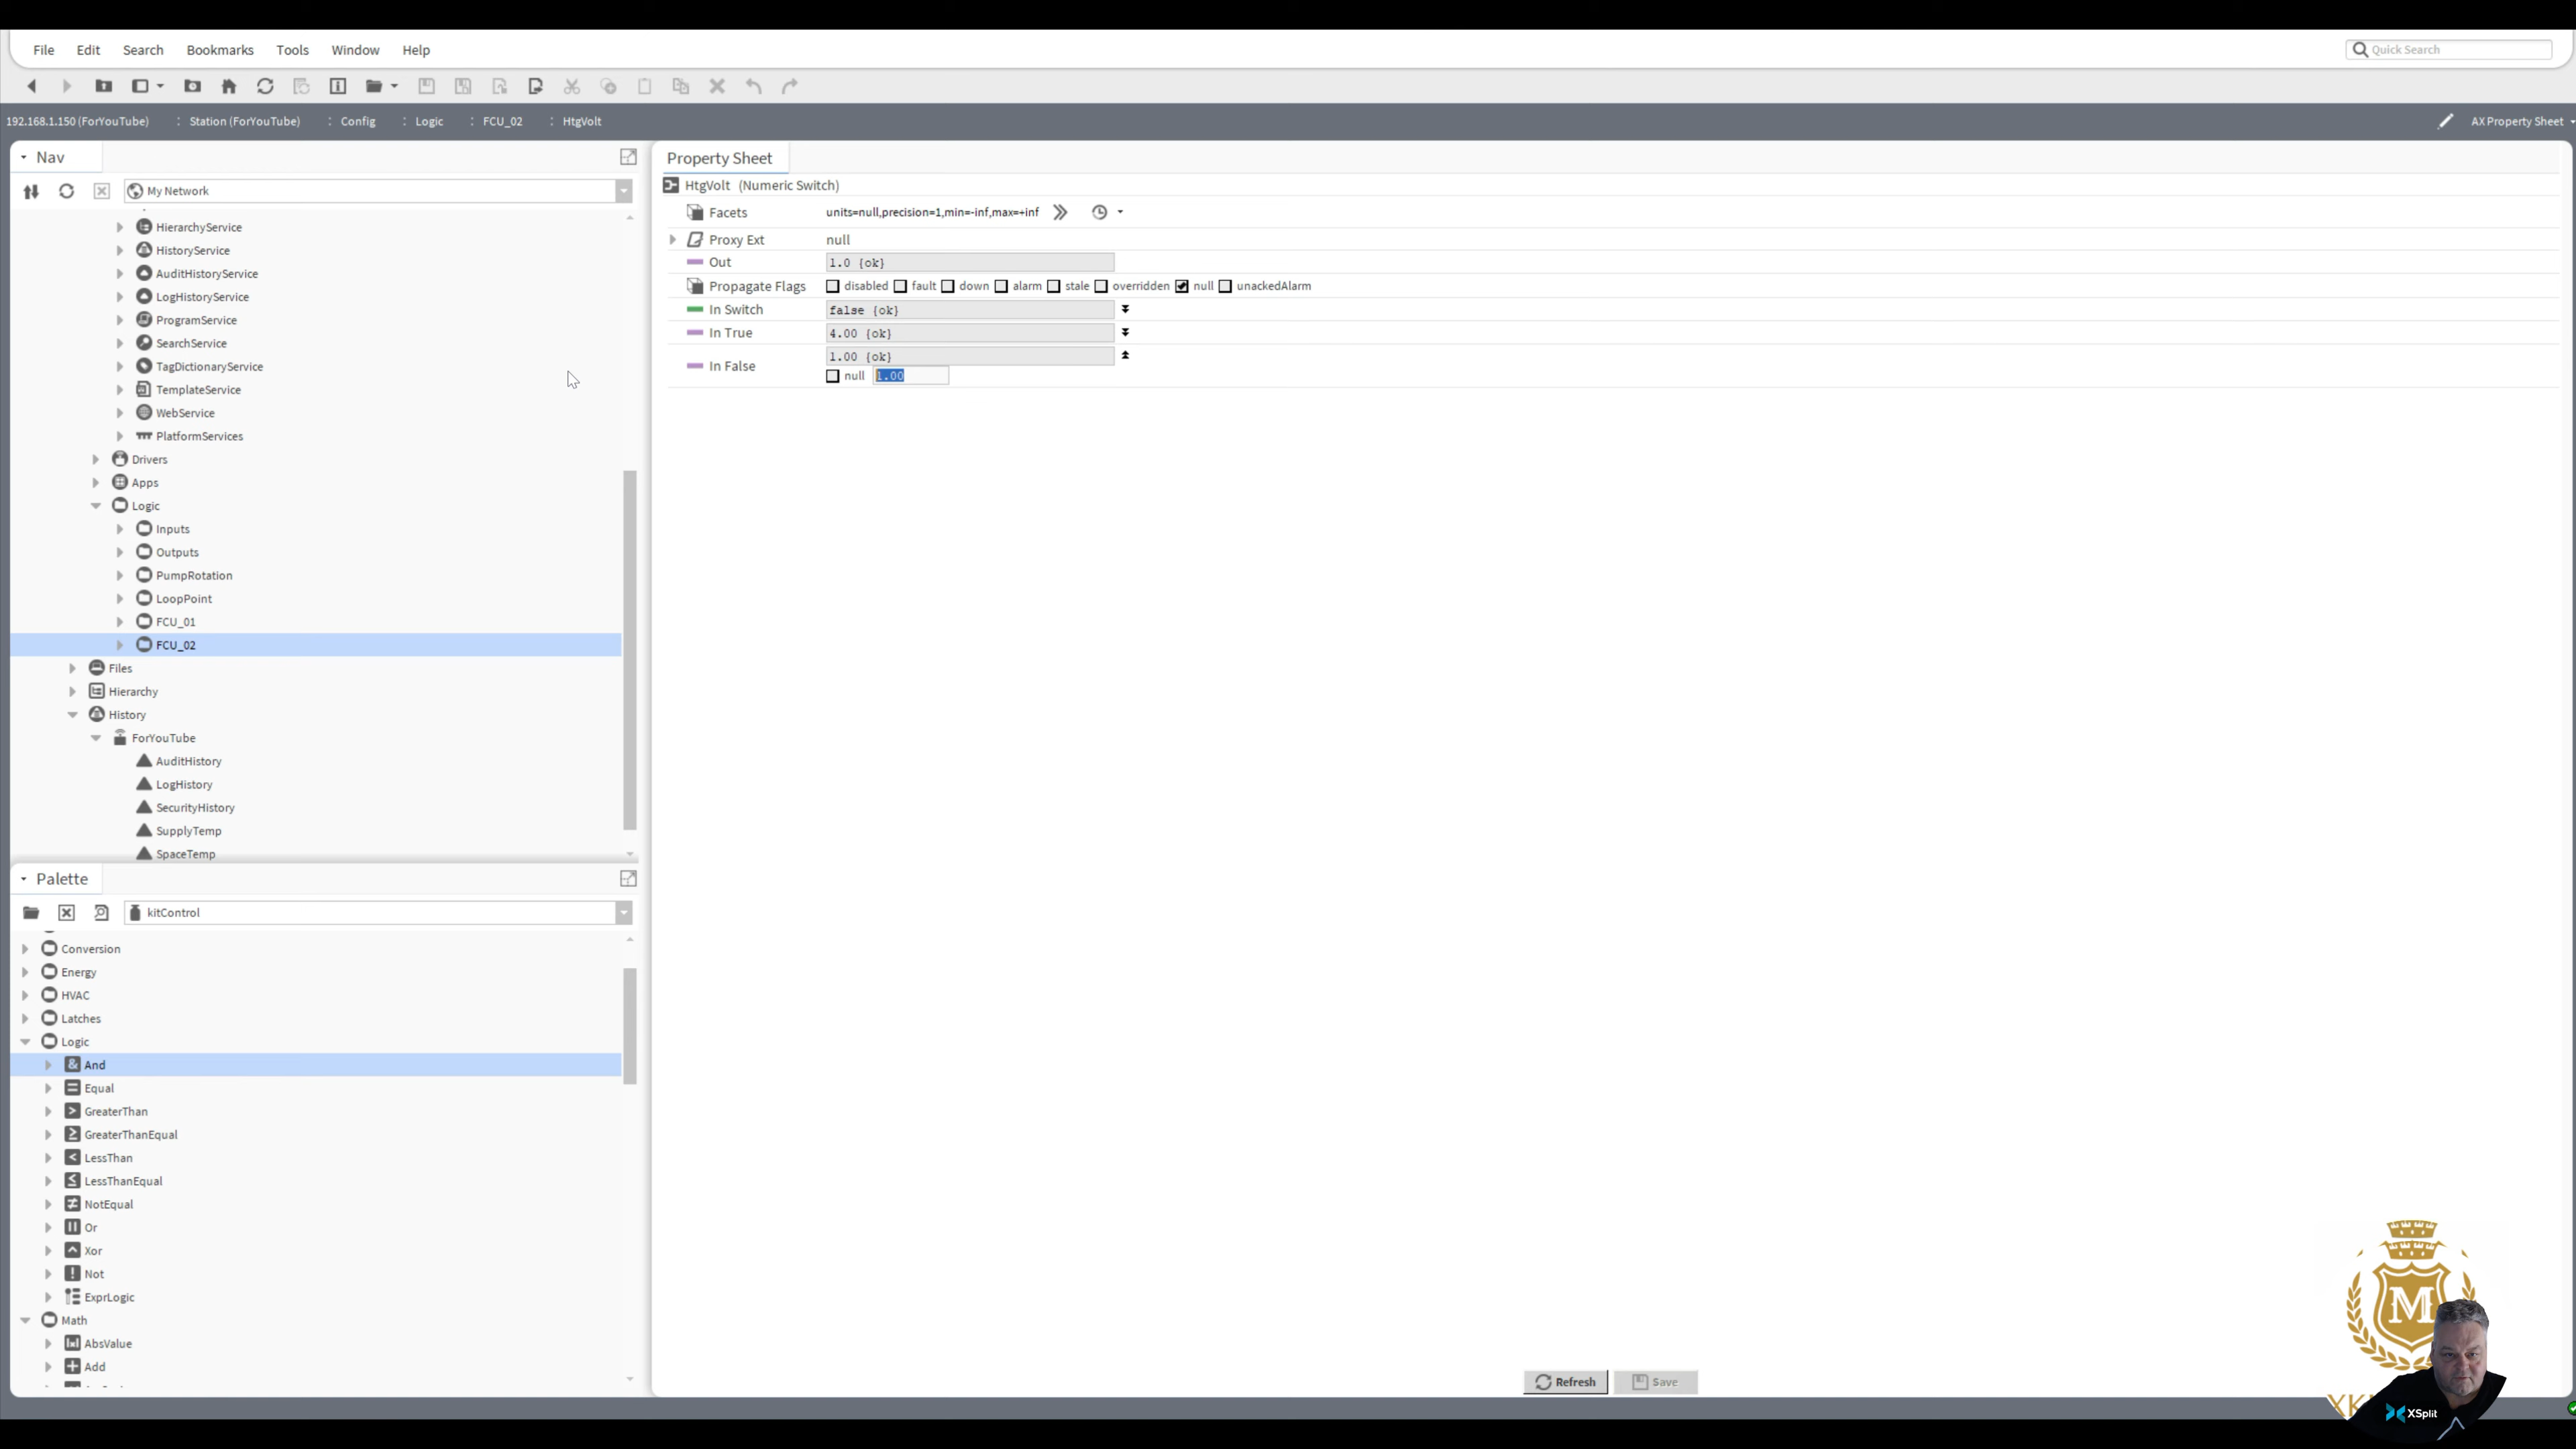 File Edit Search Bookmarks Tools Window Help Quick Search
192.168.1.150 (ForYouTube) : Station (ForYouTube) : Config : Logic : FCU_02 : HtgVolt AX Property Sheet
Nav
My Network
HierarchyService
HistoryService
AuditHistoryService
LogHistoryService
ProgramService
SearchService
TagDictionaryService
TemplateService
WebService
PlatformServices
Drivers
Apps
Logic
Inputs
Outputs
PumpRotation
LoopPoint
FCU_01
FCU_02
Files
Hierarchy
History
ForYouTube
AuditHistory
LogHistory
SecurityHistory
SupplyTemp
SpaceTemp
Palette
kitControl
Conversion
Energy
HVAC
Latches
Logic
And
Equal
GreaterThan
GreaterThanEqual
LessThan
LessThanEqual
NotEqual
Or
Xor
Not
ExprLogic
Math
AbsValue
Add
Property Sheet
HtgVolt (Numeric Switch)
Facets units=null,precision=1,min=-inf,max=+inf
Proxy Ext null
Out 1.0 {ok}
Propagate Flags disabled fault down alarm stale overridden null unackedAlarm
In Switch false {ok}
In True 4.00 {ok}
In False 1.00 {ok}
null 1.00
Refresh Save
M
XSplit